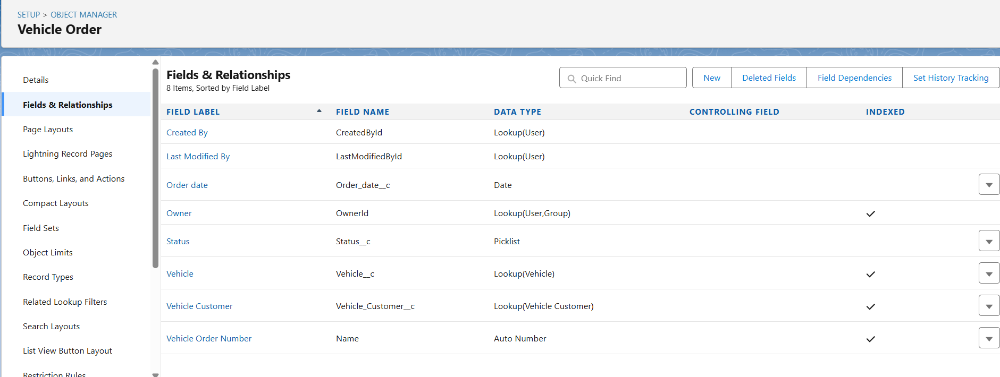 SETUP > OBJECT MANAGER
Vehicle Order
Details
Fields & Relationships
Page Layouts
Lightning Record Pages
Buttons, Links, and Actions
Compact Layouts
Field Sets
Object Limits
Record Types
Related Lookup Filters
Search Layouts
List View Button Layout
Restriction Rules
Fields & Relationships
8 Items, Sorted by Field Label
Quick Find
New Deleted Fields Field Dependencies Set History Tracking
FIELD LABEL FIELD NAME DATA TYPE CONTROLLING FIELD INDEXED
Created By CreatedById Lookup(User)
Last Modified By LastModifiedById Lookup(User)
Order date Order_date__c Date
Owner OwnerId Lookup(User,Group)
Status Status__c Picklist
Vehicle Vehicle__c Lookup(Vehicle)
Vehicle Customer Vehicle_Customer__c Lookup(Vehicle Customer)
Vehicle Order Number Name Auto Number